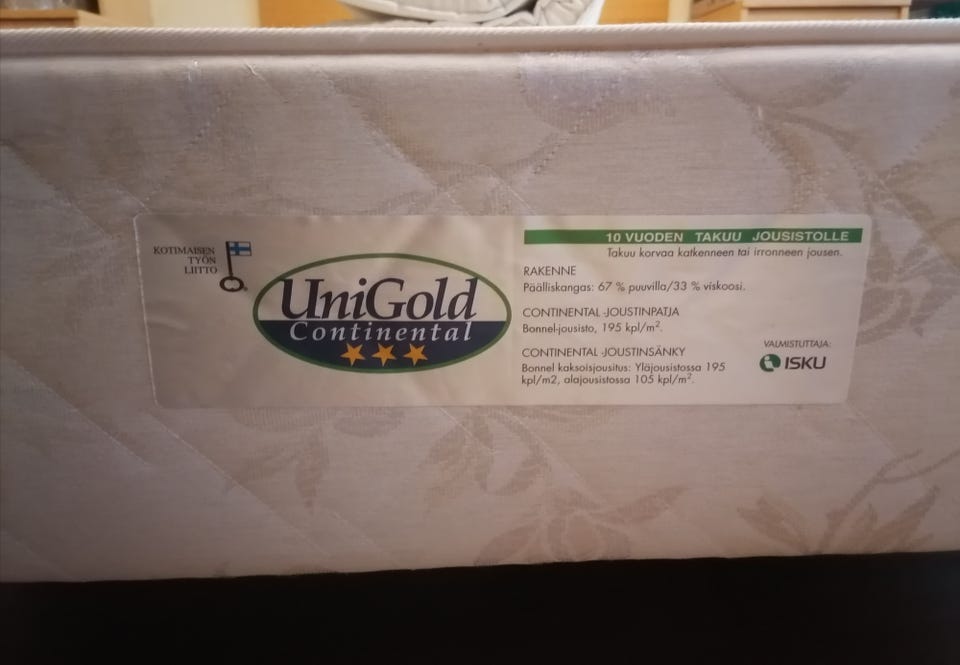 KOTIMAISEN
TYÖN
LIITTO
UniGold
Continental
10 VUODEN TAKUU JOUSISTOLLE
Takuu korvaa katkenneen tai irronneen jousen.
RAKENNE
Päälliskangas: 67 % puuvilla/33 % viskoosi.
CONTINENTAL -JOUSTINPATJA
Bonnel-jousisto, 195 kpl/m².
CONTINENTAL -JOUSTINSÄNKY
Bonnel kaksoisjousitus: Yläjousistossa 195
kpl/m2, alajousistossa 105 kpl/m².
VALMISTUTTAJA:
ISKU